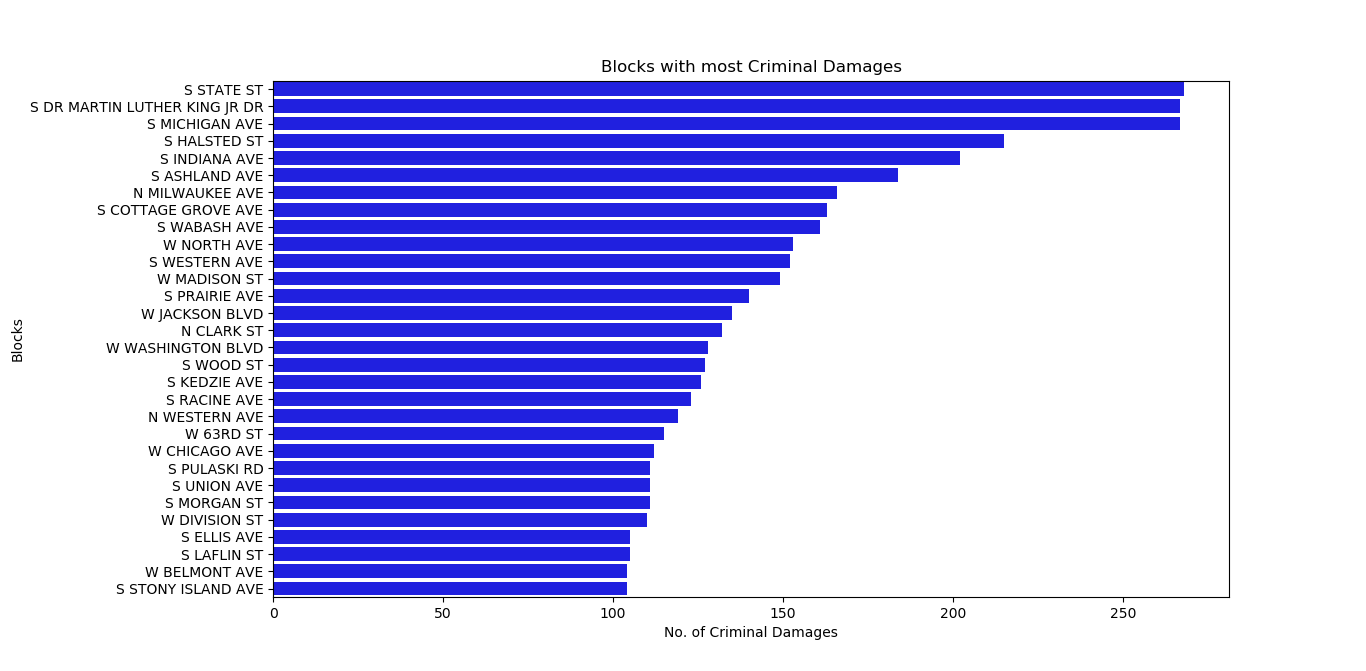 Blocks with most Criminal Damages
S STATE ST
S DR MARTIN LUTHER KING JR DR
S MICHIGAN AVE
S HALSTED ST
S INDIANA AVE
S ASHLAND AVE
N MILWAUKEE AVE
S COTTAGE GROVE AVE
S WABASH AVE
W NORTH AVE
S WESTERN AVE
W MADISON ST
S PRAIRIE AVE
W JACKSON BLVD
N CLARK ST
W WASHINGTON BLVD
S WOOD ST
S KEDZIE AVE
S RACINE AVE
N WESTERN AVE
W 63RD ST
W CHICAGO AVE
S PULASKI RD
S UNION AVE
S MORGAN ST
W DIVISION ST
S ELLIS AVE
S LAFLIN ST
W BELMONT AVE
S STONY ISLAND AVE
Blocks
0 50 100 150 200 250
No. of Criminal Damages